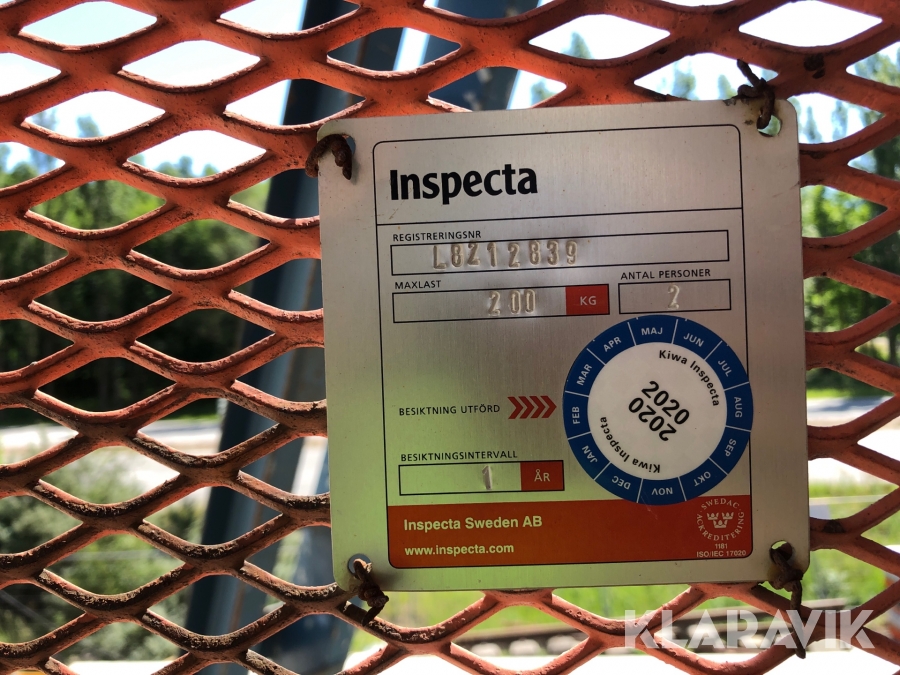 Inspecta
REGISTRERINGSNR
LBZ12839
MAXLAST
200 KG
ANTAL PERSONER
2
BESIKTNING UTFÖRD
JAN FEB MAR APR MAJ JUN JUL AUG SEP OKT NOV DEC
Kiwa Inspecta
2020
2020
Kiwa Inspecta
BESIKTNINGSINTERVALL
1 ÅR
Inspecta Sweden AB
www.inspecta.com
SWEDAC
ACKREDITERING
1181
ISO/IEC 17020
KLARAVIK